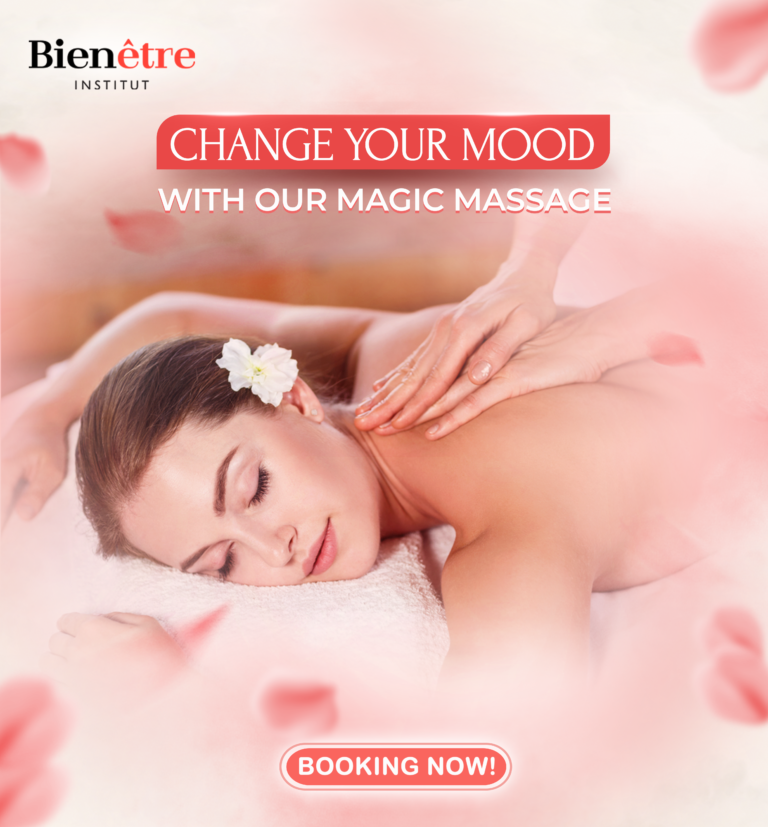 Bienêtre
INSTITUT
CHANGE YOUR MOOD
WITH OUR MAGIC MASSAGE
BOOKING NOW!